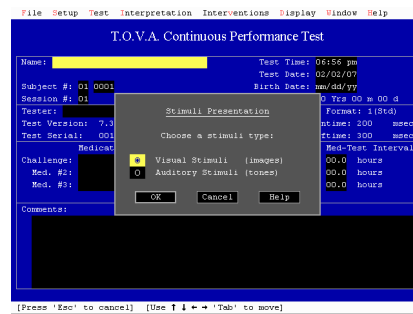 File Setup Test Interpretation Interventions Display Window Help
T.O.V.A. Continuous Performance Test
Name: Test Time: 06:56 pm
Test Date: 02/02/07
Subject #: 01 0001 Birth Date: mm/dd/yy
Session #: 01 0 Yrs 00 m 00 d
Tester: Format: 1(Std)
Test Version: 7.3 ntime: 200 msec
Test Serial: 001 ftime: 300 msec
Medicat Med-Test Interval
Challenge: 00.0 hours
Med. #2: 00.0 hours
Med. #3: 00.0 hours
Stimuli Presentation
Choose a stimuli type:
Visual Stimuli (images)
Auditory Stimuli (tones)
OK Cancel Help
Comments:
[Press 'Esc' to cancel] [Use ↑ ↓ ← → 'Tab' to move]